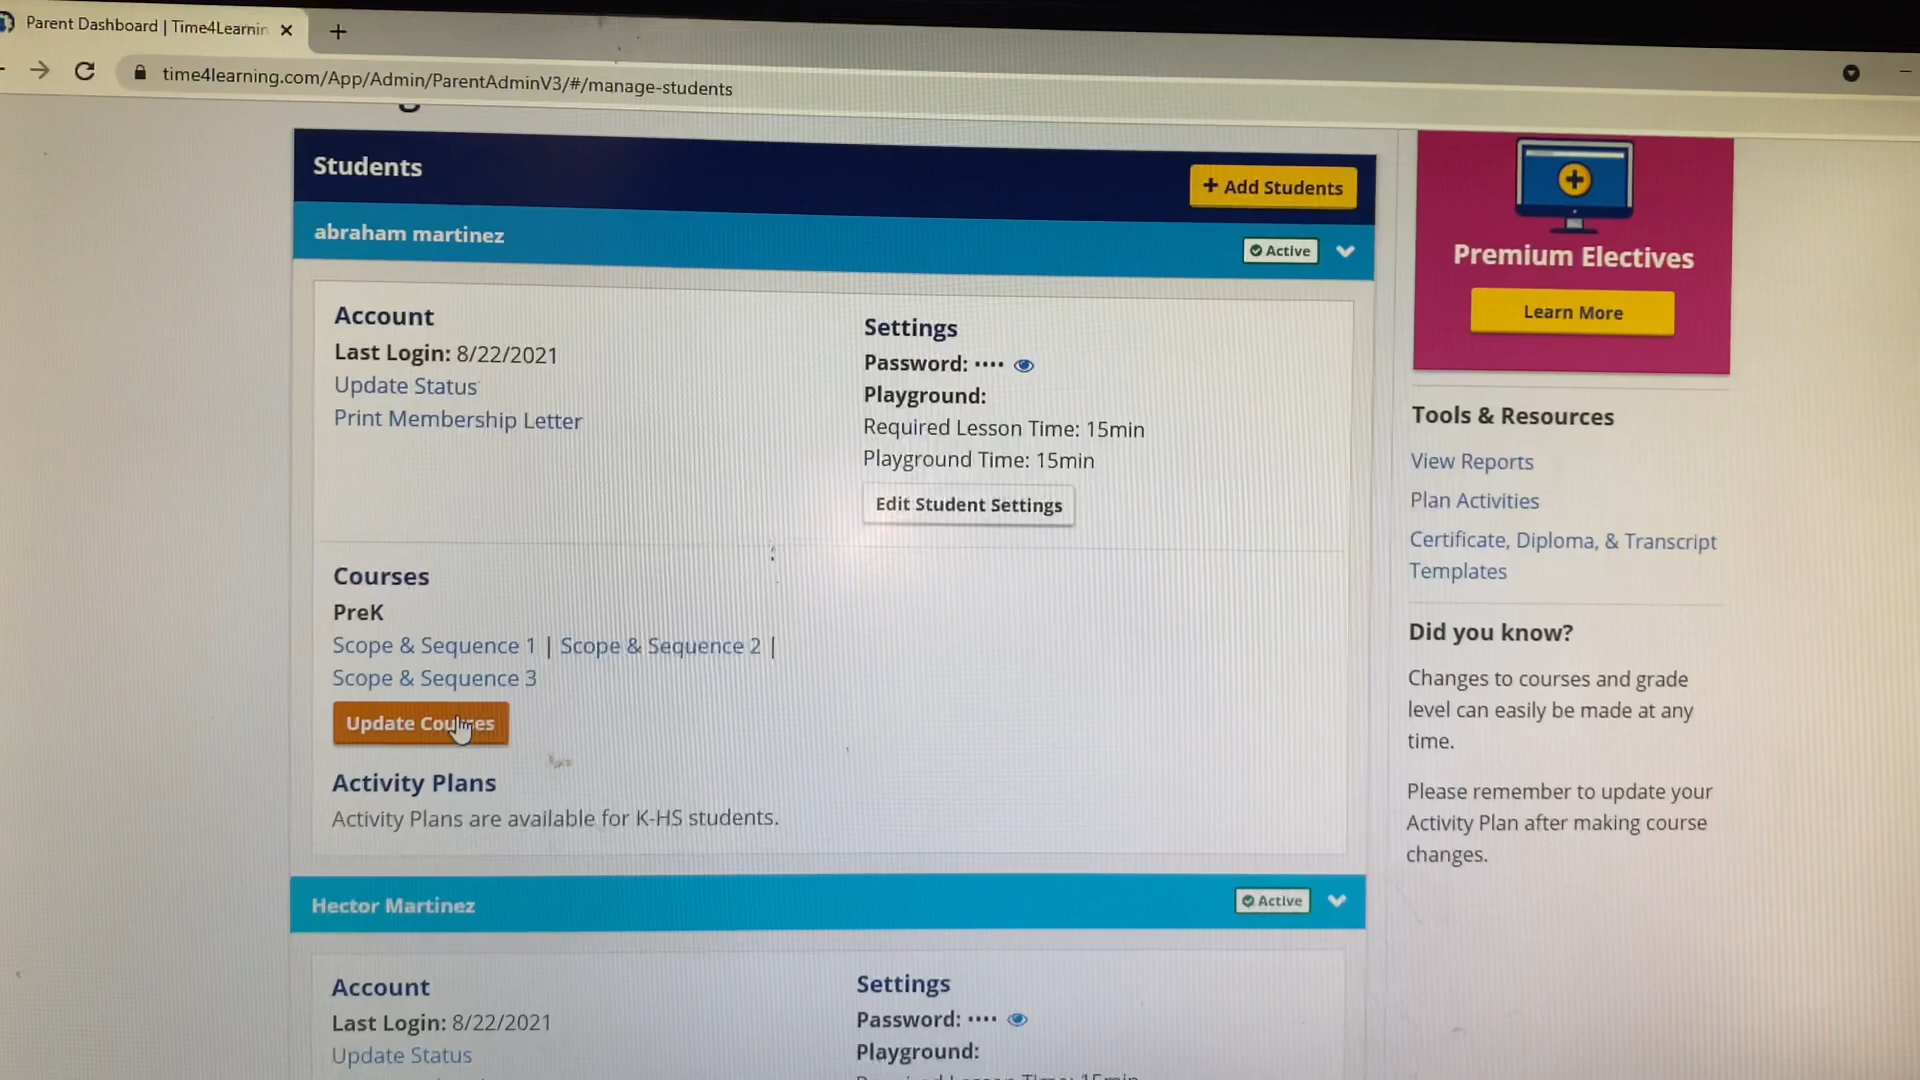 Parent Dashboard | Time4Learnin
time4learning.com/App/Admin/ParentAdminV3/#/manage-students
Students
+ Add Students
abraham martinez
Active
Account
Last Login: 8/22/2021
Update Status
Print Membership Letter
Settings
Password: ••••
Playground:
Required Lesson Time: 15min
Playground Time: 15min
Edit Student Settings
Courses
PreK
Scope & Sequence 1 | Scope & Sequence 2 |
Scope & Sequence 3
Update Courses
Activity Plans
Activity Plans are available for K-HS students.
Hector Martinez
Active
Account
Last Login: 8/22/2021
Update Status
Settings
Password: ••••
Playground:
Premium Electives
Learn More
Tools & Resources
View Reports
Plan Activities
Certificate, Diploma, & Transcript
Templates
Did you know?
Changes to courses and grade
level can easily be made at any
time.
Please remember to update your
Activity Plan after making course
changes.